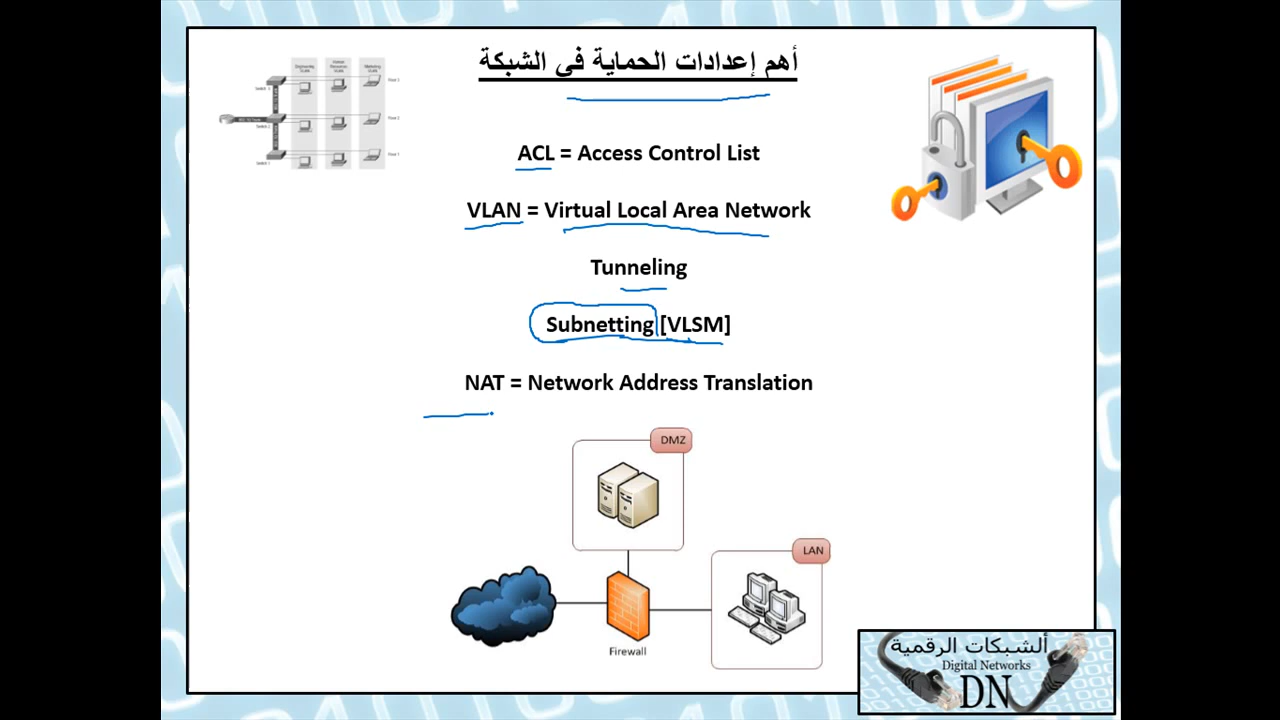 أهم إعدادات الحماية في الشبكة
ACL = Access Control List
VLAN = Virtual Local Area Network
Tunneling
Subnetting [VLSM]
NAT = Network Address Translation
DMZ
LAN
Firewall
ألشبكات الرقمية
Digital Networks
DN